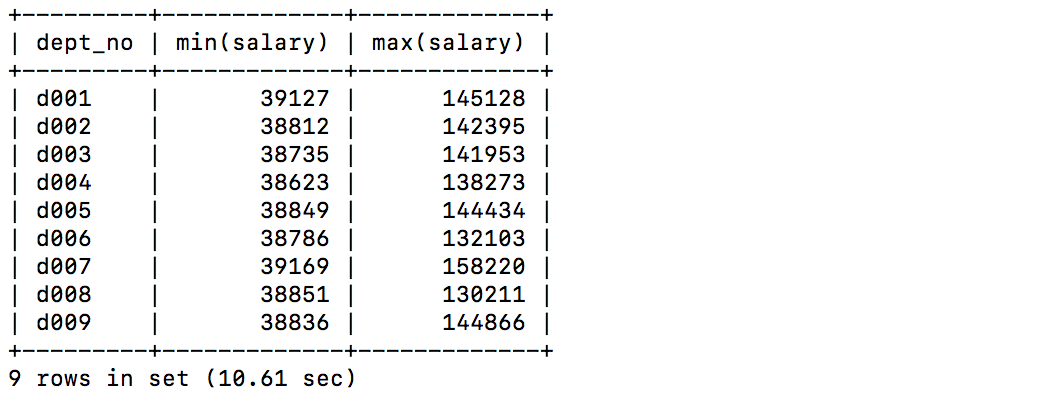 +---------+-------------+-------------+
| dept_no | min(salary) | max(salary) |
+---------+-------------+-------------+
| d001    |       39127 |      145128 |
| d002    |       38812 |      142395 |
| d003    |       38735 |      141953 |
| d004    |       38623 |      138273 |
| d005    |       38849 |      144434 |
| d006    |       38786 |      132103 |
| d007    |       39169 |      158220 |
| d008    |       38851 |      130211 |
| d009    |       38836 |      144866 |
+---------+-------------+-------------+
9 rows in set (10.61 sec)